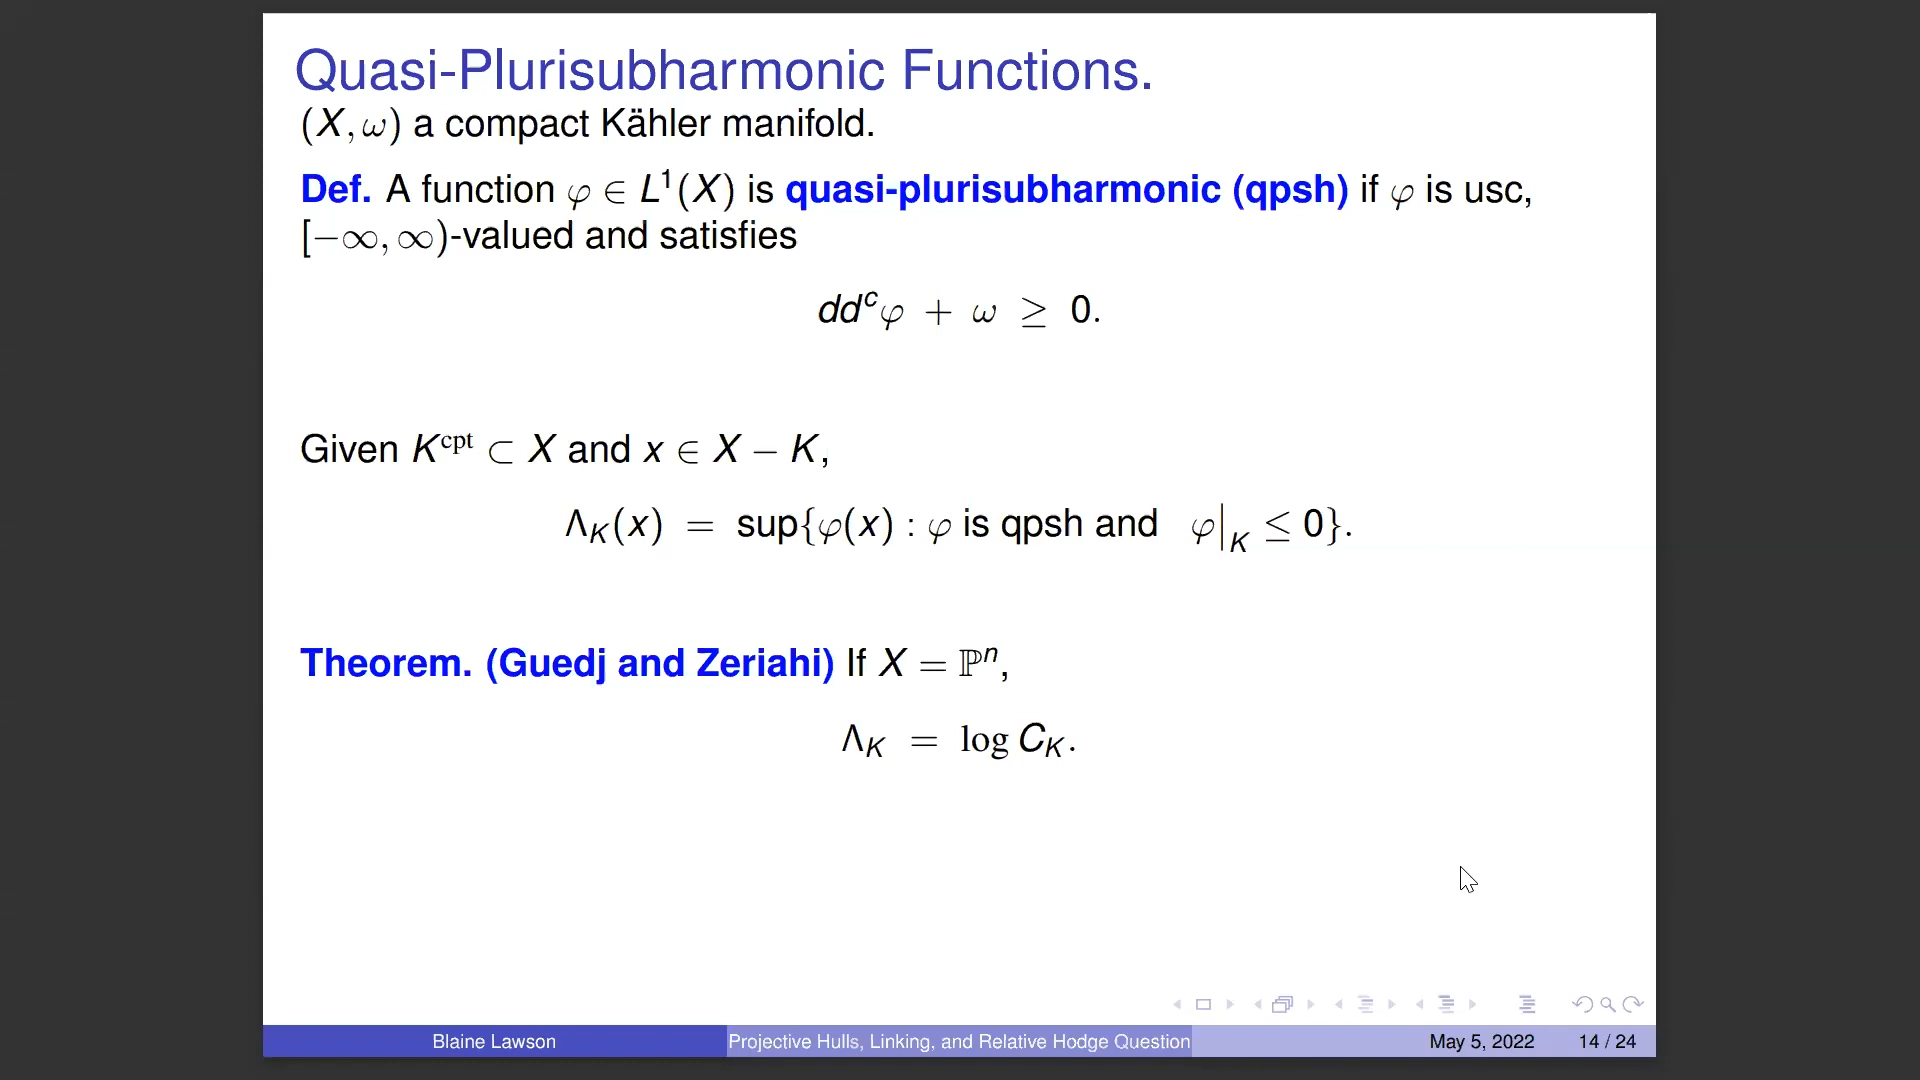 Quasi-Plurisubharmonic Functions.
(X, ω) a compact Kähler manifold.
Def. A function φ ∈ L¹(X) is quasi-plurisubharmonic (qpsh) if φ is usc,
[−∞, ∞)-valued and satisfies
ddᶜφ + ω ≥ 0.
Given K^cpt ⊂ X and x ∈ X − K,
Λ_K(x) = sup{φ(x) : φ is qpsh and φ|_K ≤ 0}.
Theorem. (Guedj and Zeriahi) If X = ℙⁿ,
Λ_K = log C_K.
Blaine Lawson Projective Hulls, Linking, and Relative Hodge Question May 5, 2022 14 / 24